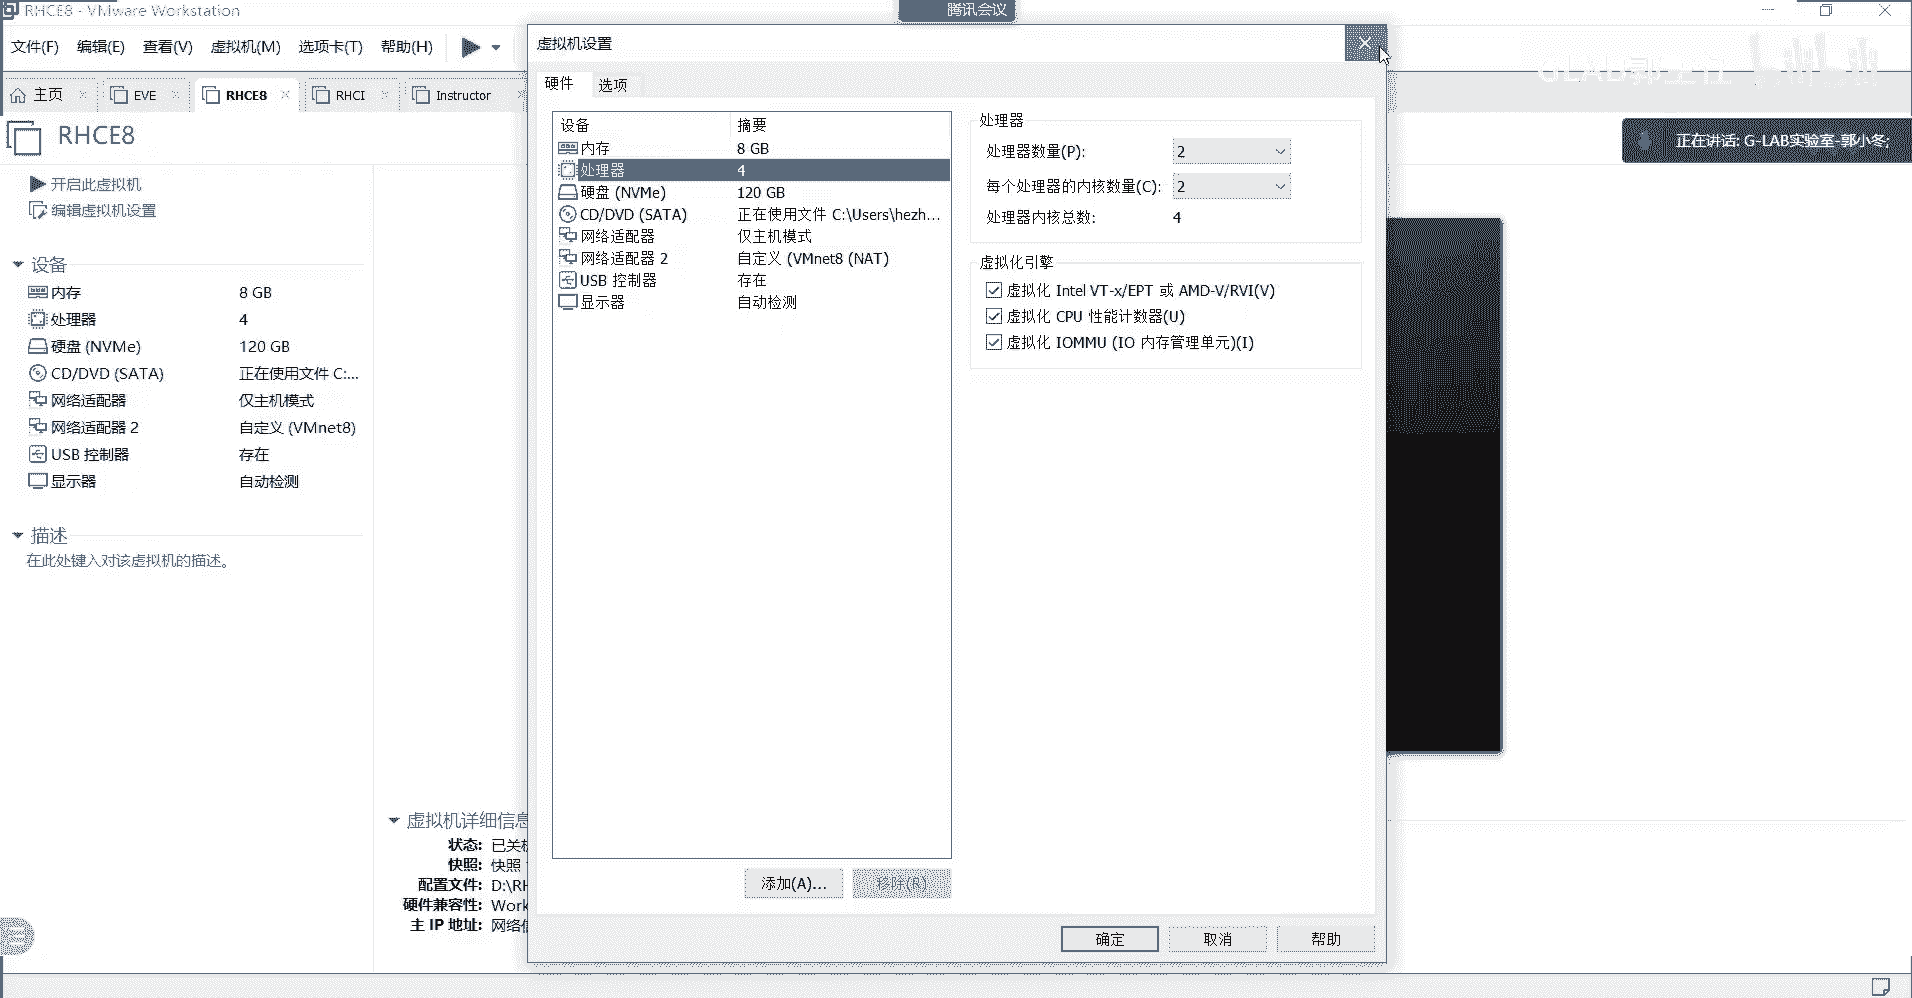 RHCE8 - VMware Workstation
腾讯会议
文件(F) 编辑(E) 查看(V) 虚拟机(M) 选项卡(T) 帮助(H)
主页 EVE RHCE8 RHCI Instructor
RHCE8
开启此虚拟机
编辑虚拟机设置
设备
内存 8 GB
处理器 4
硬盘 (NVMe) 120 GB
CD/DVD (SATA) 正在使用文件 C:...
网络适配器 仅主机模式
网络适配器 2 自定义 (VMnet8)
USB 控制器 存在
显示器 自动检测
描述
在此处键入对该虚拟机的描述。
虚拟机详细信息
状态: 已关
快照: 快照
配置文件: D:\RH
硬件兼容性: Work
主 IP 地址: 网络信
虚拟机设置
硬件 选项
设备 摘要
内存 8 GB
处理器 4
硬盘 (NVMe) 120 GB
CD/DVD (SATA) 正在使用文件 C:\Users\hezh...
网络适配器 仅主机模式
网络适配器 2 自定义 (VMnet8 (NAT)
USB 控制器 存在
显示器 自动检测
添加(A)... 移除(R)
处理器
处理器数量(P): 2
每个处理器的内核数量(C): 2
处理器内核总数: 4
虚拟化引擎
虚拟化 Intel VT-x/EPT 或 AMD-V/RVI(V)
虚拟化 CPU 性能计数器(U)
虚拟化 IOMMU (IO 内存管理单元)(I)
确定 取消 帮助
正在讲话: G-LAB实验室-郭小冬;